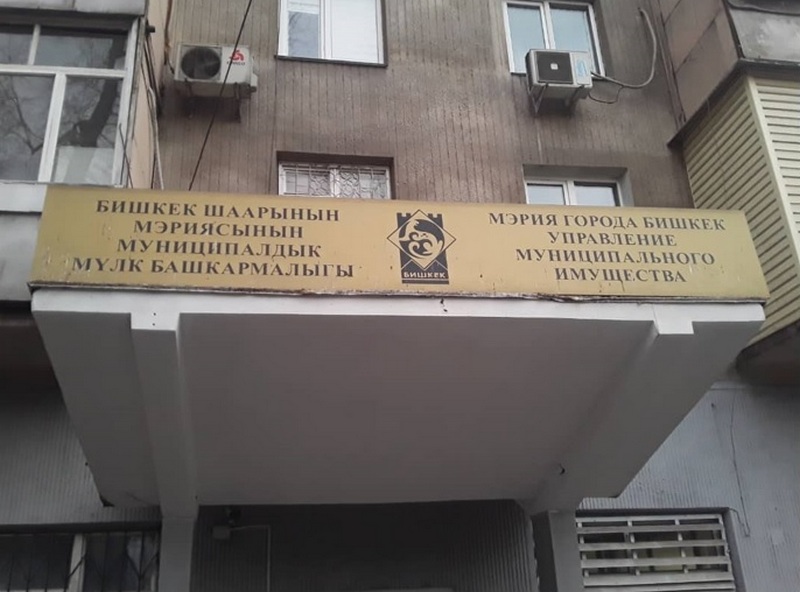 БИШКЕК ШААРЫНЫН
МЭРИЯСЫНЫН
МУНИЦИПАЛДЫК
МҮЛК БАШКАРМАЛЫГЫ
БИШКЕК
МЭРИЯ ГОРОДА БИШКЕК
УПРАВЛЕНИЕ
МУНИЦИПАЛЬНОГО
ИМУЩЕСТВА